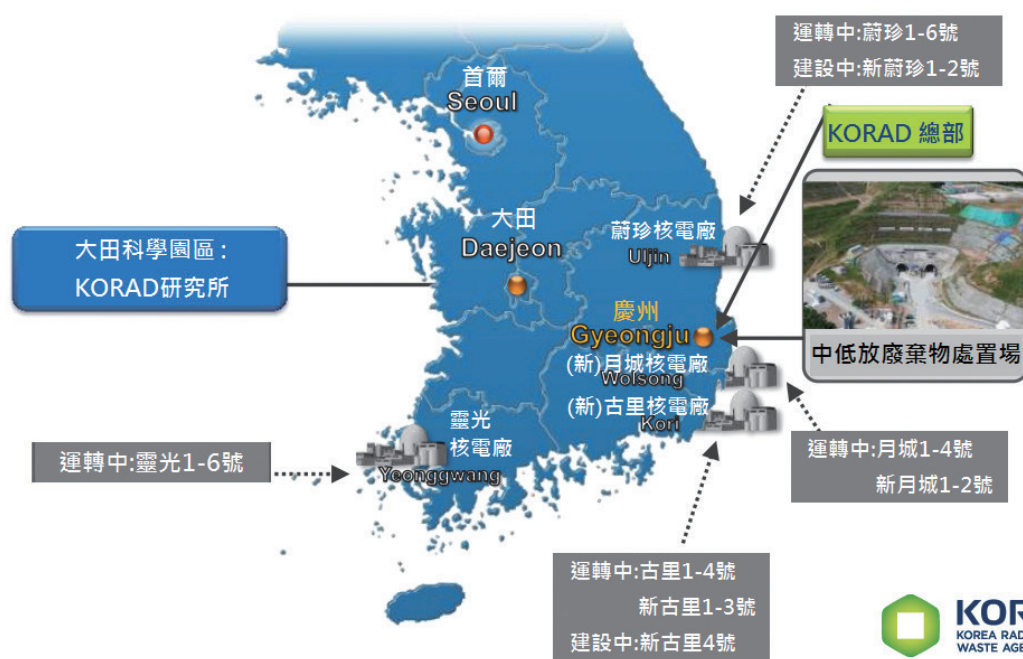 運轉中:蔚珍1-6號
建設中:新蔚珍1-2號
首爾
Seoul
KORAD 總部
大田
Daejeon
蔚珍核電廠
Uljin
大田科學園區:
KORAD研究所
慶州
Gyeongju
中低放廢棄物處置場
(新)月城核電廠
Wolsong
(新)古里核電廠
Kori
靈光
核電廠
Yeonggwang
運轉中:靈光1-6號
運轉中:月城1-4號
新月城1-2號
運轉中:古里1-4號
新古里1-3號
建設中:新古里4號
KOR
KOREA RAD
WASTE AGE